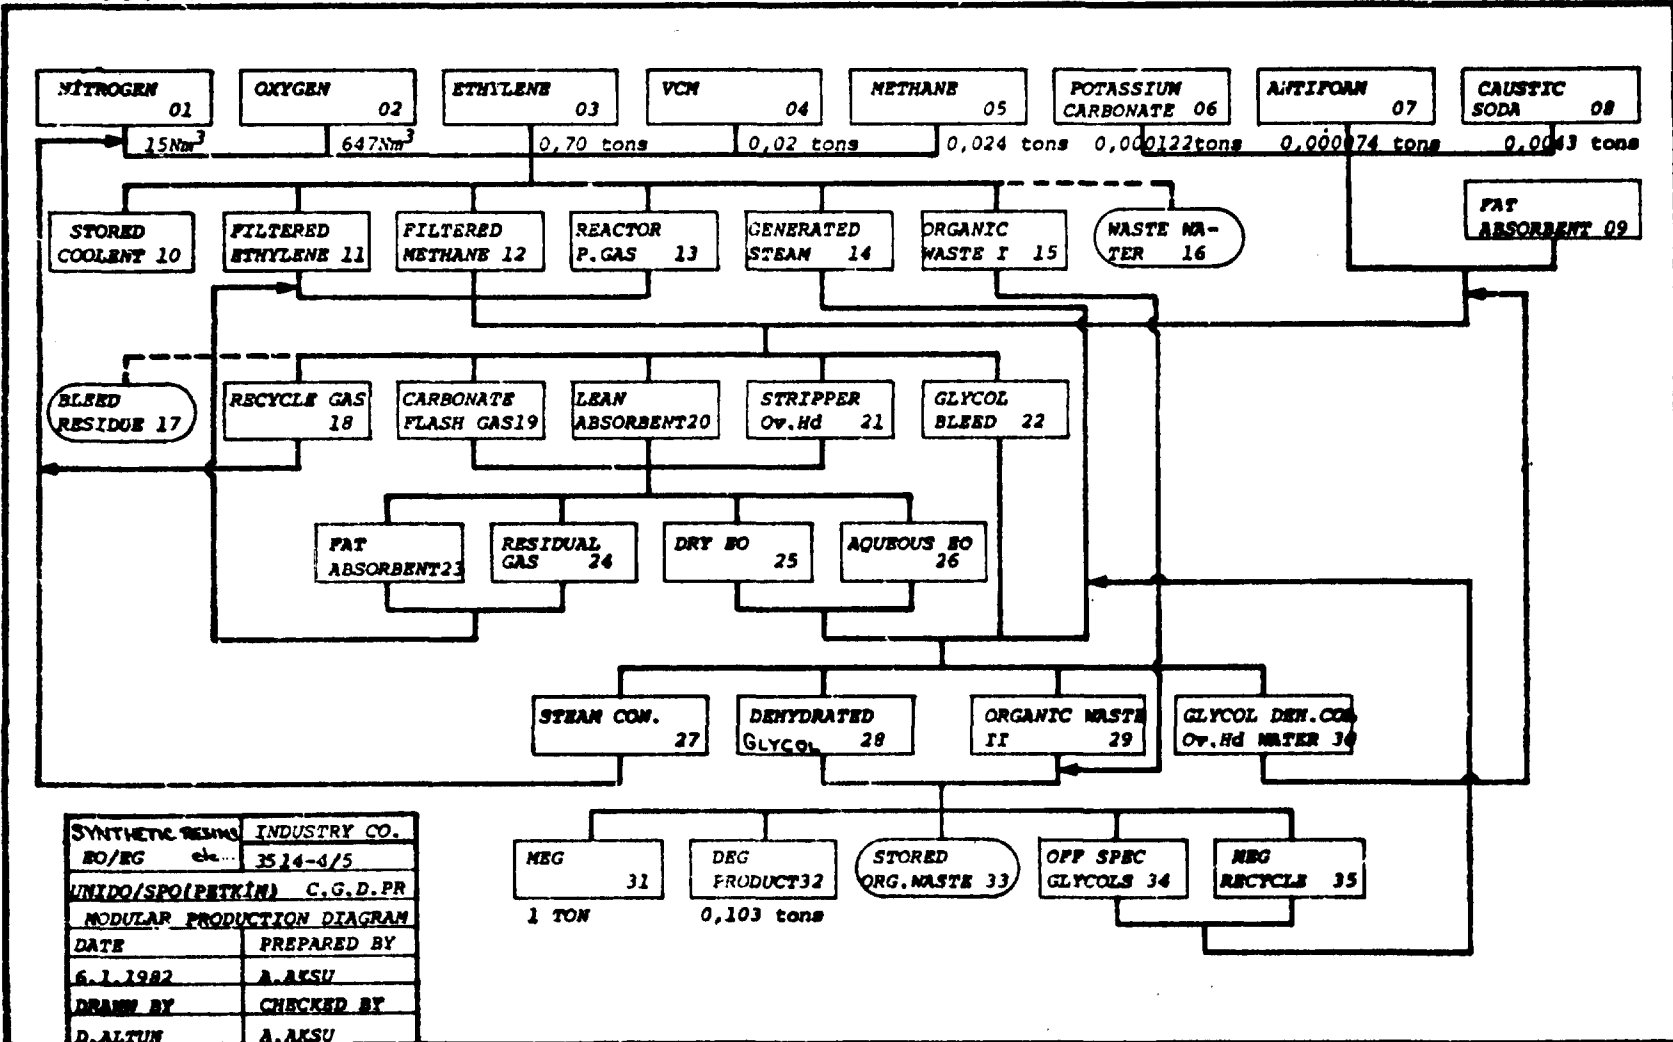 NITROGEN
01
OXYGEN
02
ETHYLENE
03
VCM
04
METHANE
05
POTASSIUM
CARBONATE 06
ANTIFOAM
07
CAUSTIC
SODA 08
15Nm³
647Nm³
0,70 tons
0,02 tons
0,024 tons
0,000122tons
0,000074 tons
0,0043 tons
FAT
ABSORBENT 09
STORED
COOLENT 10
FILTERED
ETHYLENE 11
FILTERED
METHANE 12
REACTOR
P.GAS 13
GENERATED
STEAM 14
ORGANIC
WASTE I 15
WASTE WA-
TER 16
BLEED
RESIDUE 17
RECYCLE GAS
18
CARBONATE
FLASH GAS19
LEAN
ABSORBENT20
STRIPPER
Ov.Hd 21
GLYCOL
BLEED 22
FAT
ABSORBENT23
RESIDUAL
GAS 24
DRY EO
25
AQUEOUS EO
26
STEAM CON.
27
DEHYDRATED
GLYCOL 28
ORGANIC WASTE
II 29
GLYCOL DEH.COL
Ov.Hd WATER 30
MEG
31
DEG
PRODUCT32
STORED
ORG.WASTE 33
OFF SPEC
GLYCOLS 34
MEG
RECYCLE 35
1 TON
0,103 tons
SYNTHETIC RESINS INDUSTRY CO.
EO/EG etc... 3514-4/5
UNIDO/SPO(PETKİM) C.G.D.PR
MODULAR PRODUCTION DIAGRAM
DATE PREPARED BY
6.1.1982 A.AKSU
DRAWN BY CHECKED BY
D.ALTUN A.AKSU